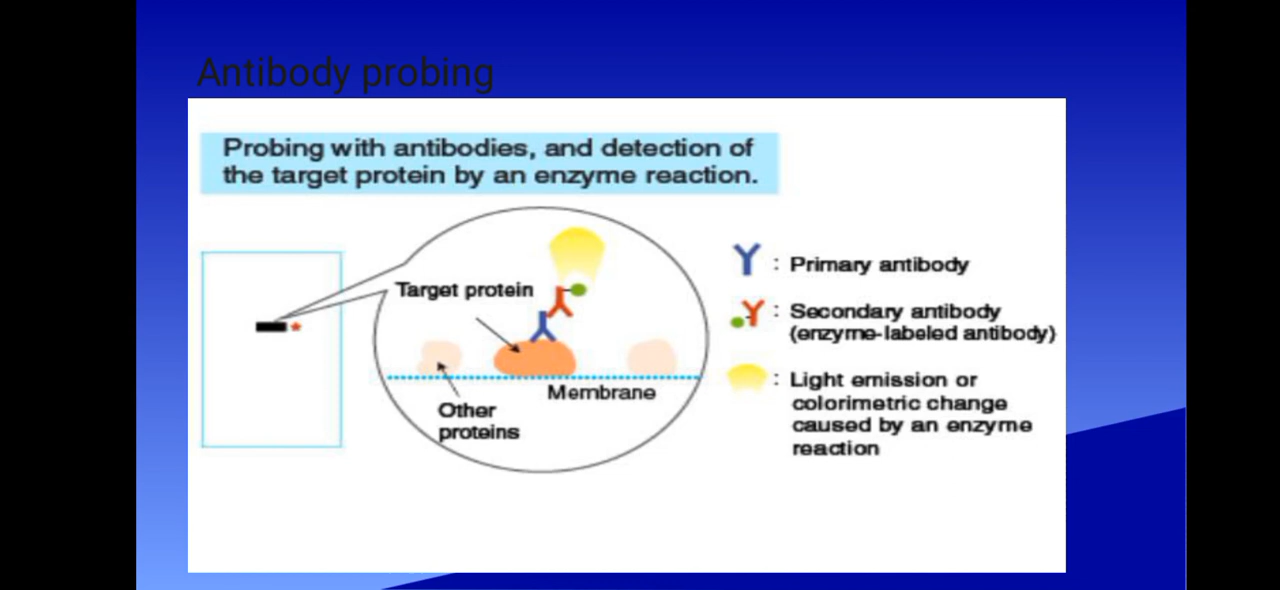 Antibody probing
Probing with antibodies, and detection of
the target protein by an enzyme reaction.
Target protein
Membrane
Other
proteins
: Primary antibody
: Secondary antibody
(enzyme-labeled antibody)
: Light emission or
colorimetric change
caused by an enzyme
reaction